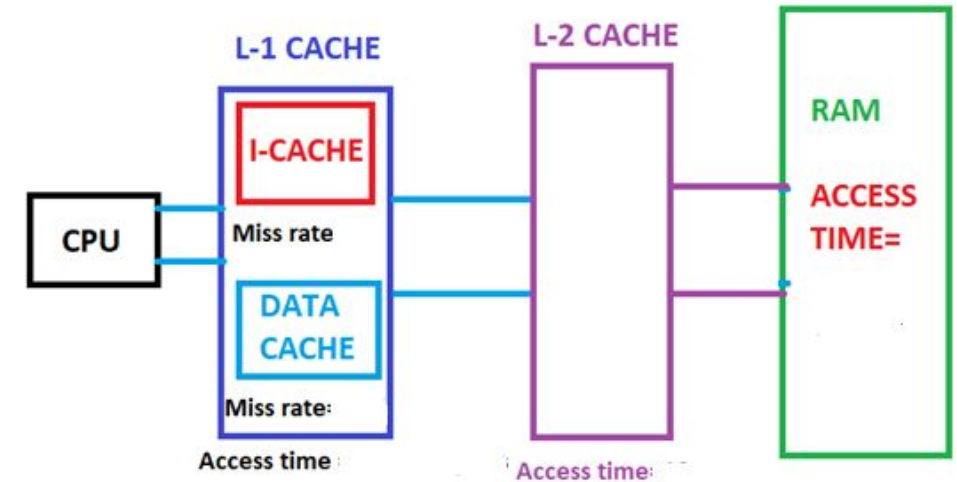 L-1 CACHE
L-2 CACHE
RAM
I-CACHE
ACCESS
TIME=
CPU
Miss rate
DATA
CACHE
Miss rate:
Access time :
Access time: